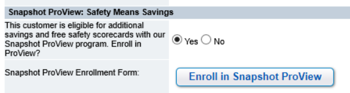 Snapshot ProView: Safety Means Savings
This customer is eligible for additional
savings and free safety scorecards with our
Snapshot ProView program. Enroll in
ProView?
Yes No
Snapshot ProView Enrollment Form:
Enroll in Snapshot ProView